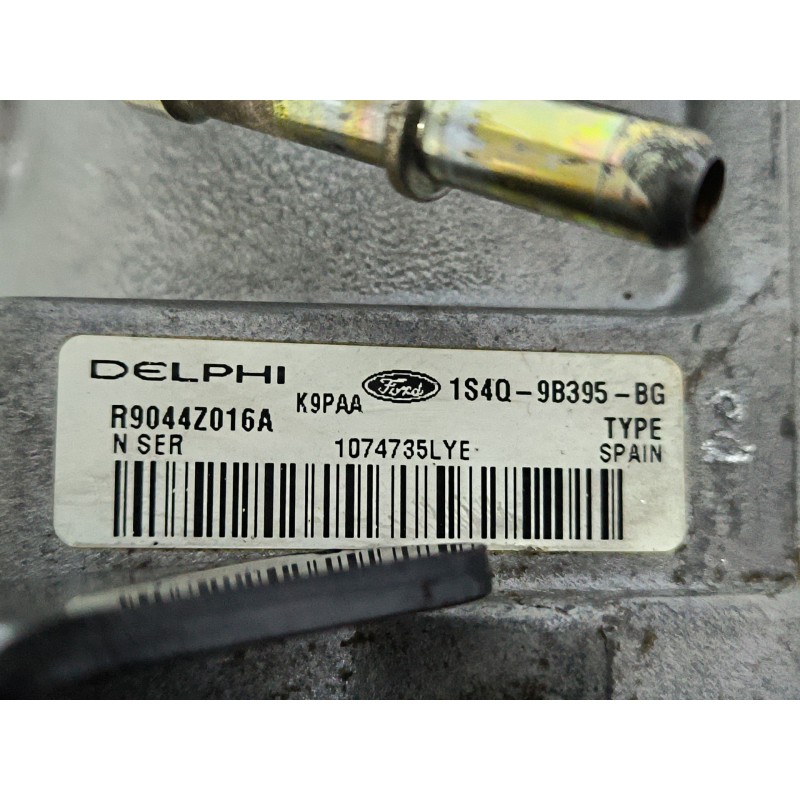 DELPHI K9PAA Ford 1S4Q-9B395-BG
R9044Z016A TYPE
N SER 1074735LYE SPAIN